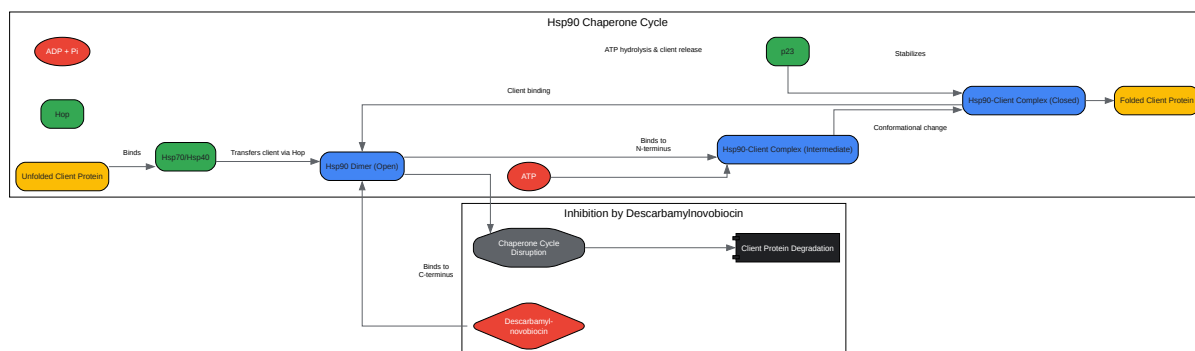 Hsp90 Chaperone Cycle
ADP + Pi
ATP hydrolysis & client release
p23
Stabilizes
Client binding
Hsp90-Client Complex (Closed)
Folded Client Protein
Hop
Conformational change
Binds to
N-terminus
Hsp90-Client Complex (Intermediate)
Binds
Hsp70/Hsp40
Transfers client via Hop
Hsp90 Dimer (Open)
Unfolded Client Protein
ATP
Inhibition by Descarbamylnovobiocin
Chaperone Cycle
Disruption
Client Protein Degradation
Binds to
C-terminus
Descarbamyl-
novobiocin